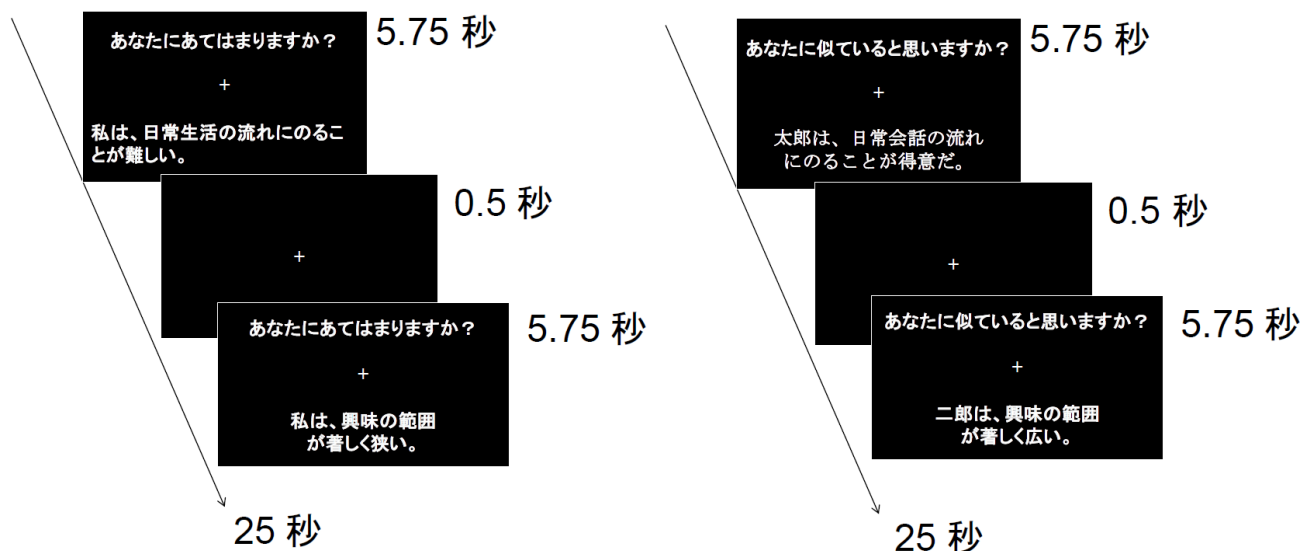 あなたにあてはまりますか？
+
私は、日常生活の流れにのるこ
とが難しい。
5.75 秒
+
0.5 秒
あなたにあてはまりますか？
+
私は、興味の範囲
が著しく狭い。
5.75 秒
25 秒
あなたに似ていると思いますか？
+
太郎は、日常会話の流れ
にのることが得意だ。
5.75 秒
+
0.5 秒
あなたに似ていると思いますか？
+
二郎は、興味の範囲
が著しく広い。
5.75 秒
25 秒